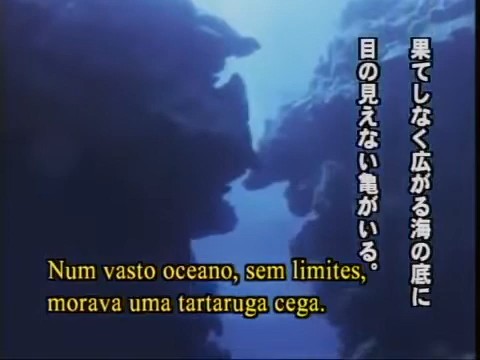 果てしなく広がる海の底に
目の見えない亀がいる。
Num vasto oceano, sem limites,
morava uma tartaruga cega.